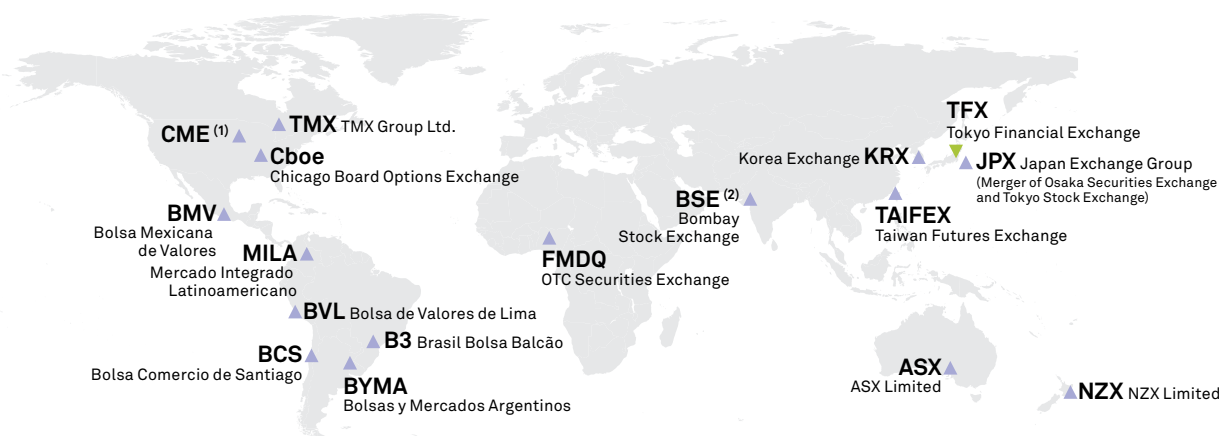 CME (1)
TMX TMX Group Ltd.
Cboe
Chicago Board Options Exchange
BMV
Bolsa Mexicana
de Valores
MILA
Mercado Integrado
Latinoamericano
BVL Bolsa de Valores de Lima
B3 Brasil Bolsa Balcão
BCS
Bolsa Comercio de Santiago
BYMA
Bolsas y Mercados Argentinos
FMDQ
OTC Securities Exchange
BSE (2)
Bombay
Stock Exchange
Korea Exchange KRX
TFX
Tokyo Financial Exchange
JPX Japan Exchange Group
(Merger of Osaka Securities Exchange
and Tokyo Stock Exchange)
TAIFEX
Taiwan Futures Exchange
ASX
ASX Limited
NZX NZX Limited